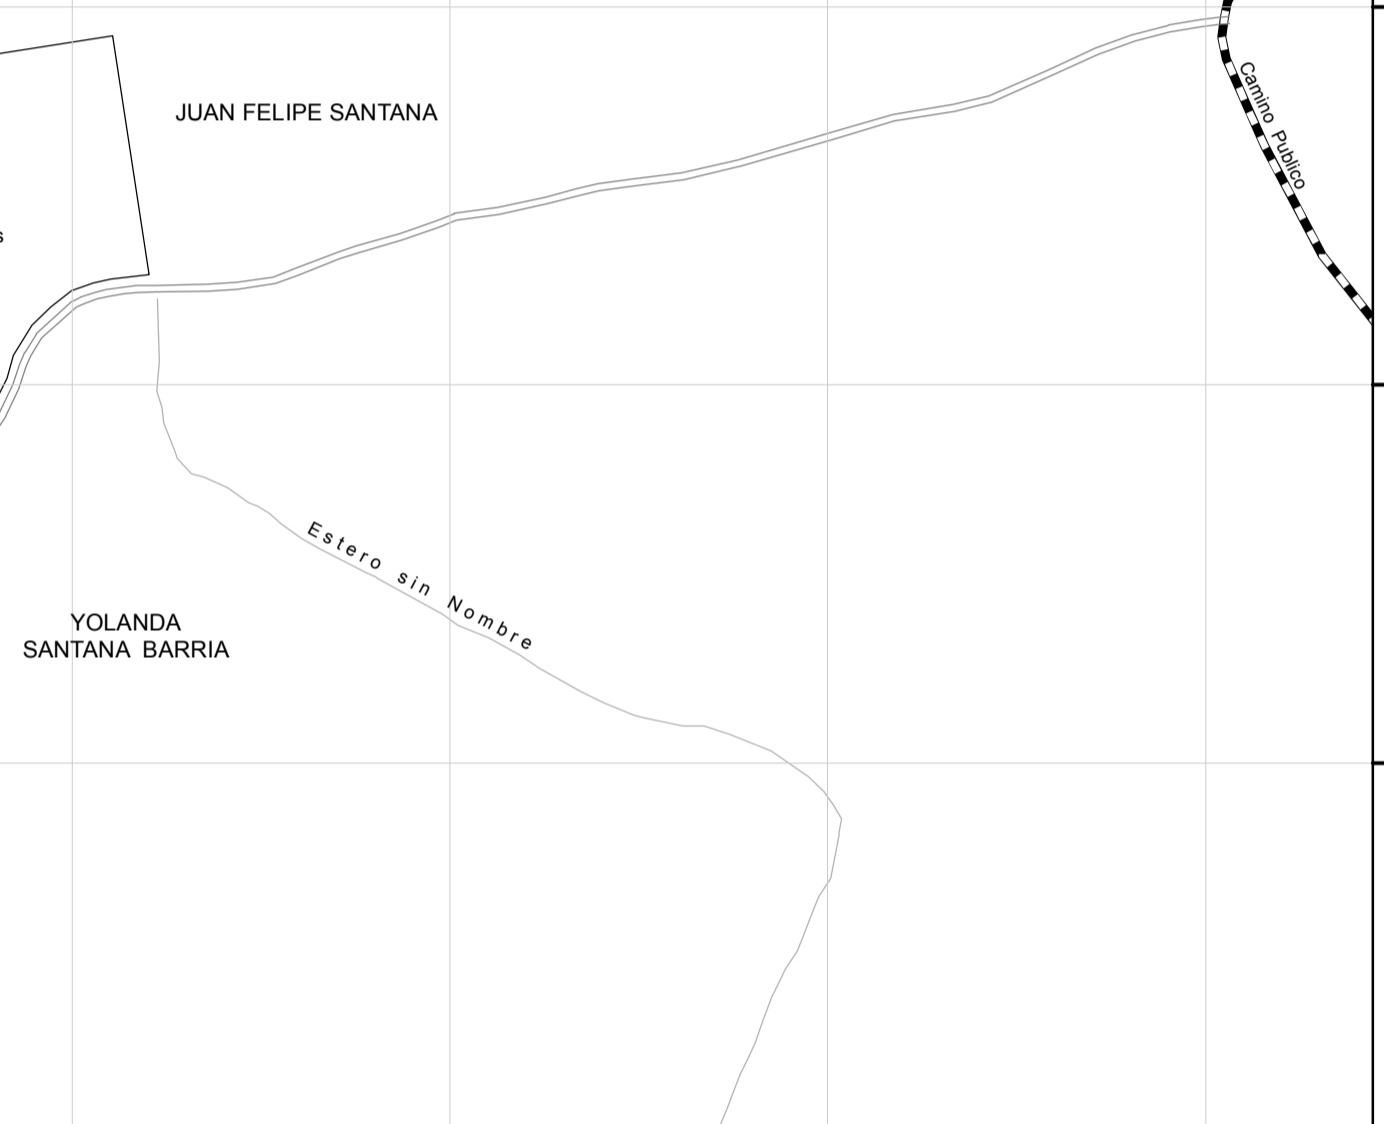 JUAN FELIPE SANTANA
Camino Publico
s
Estero sin Nombre
YOLANDA
SANTANA BARRIA